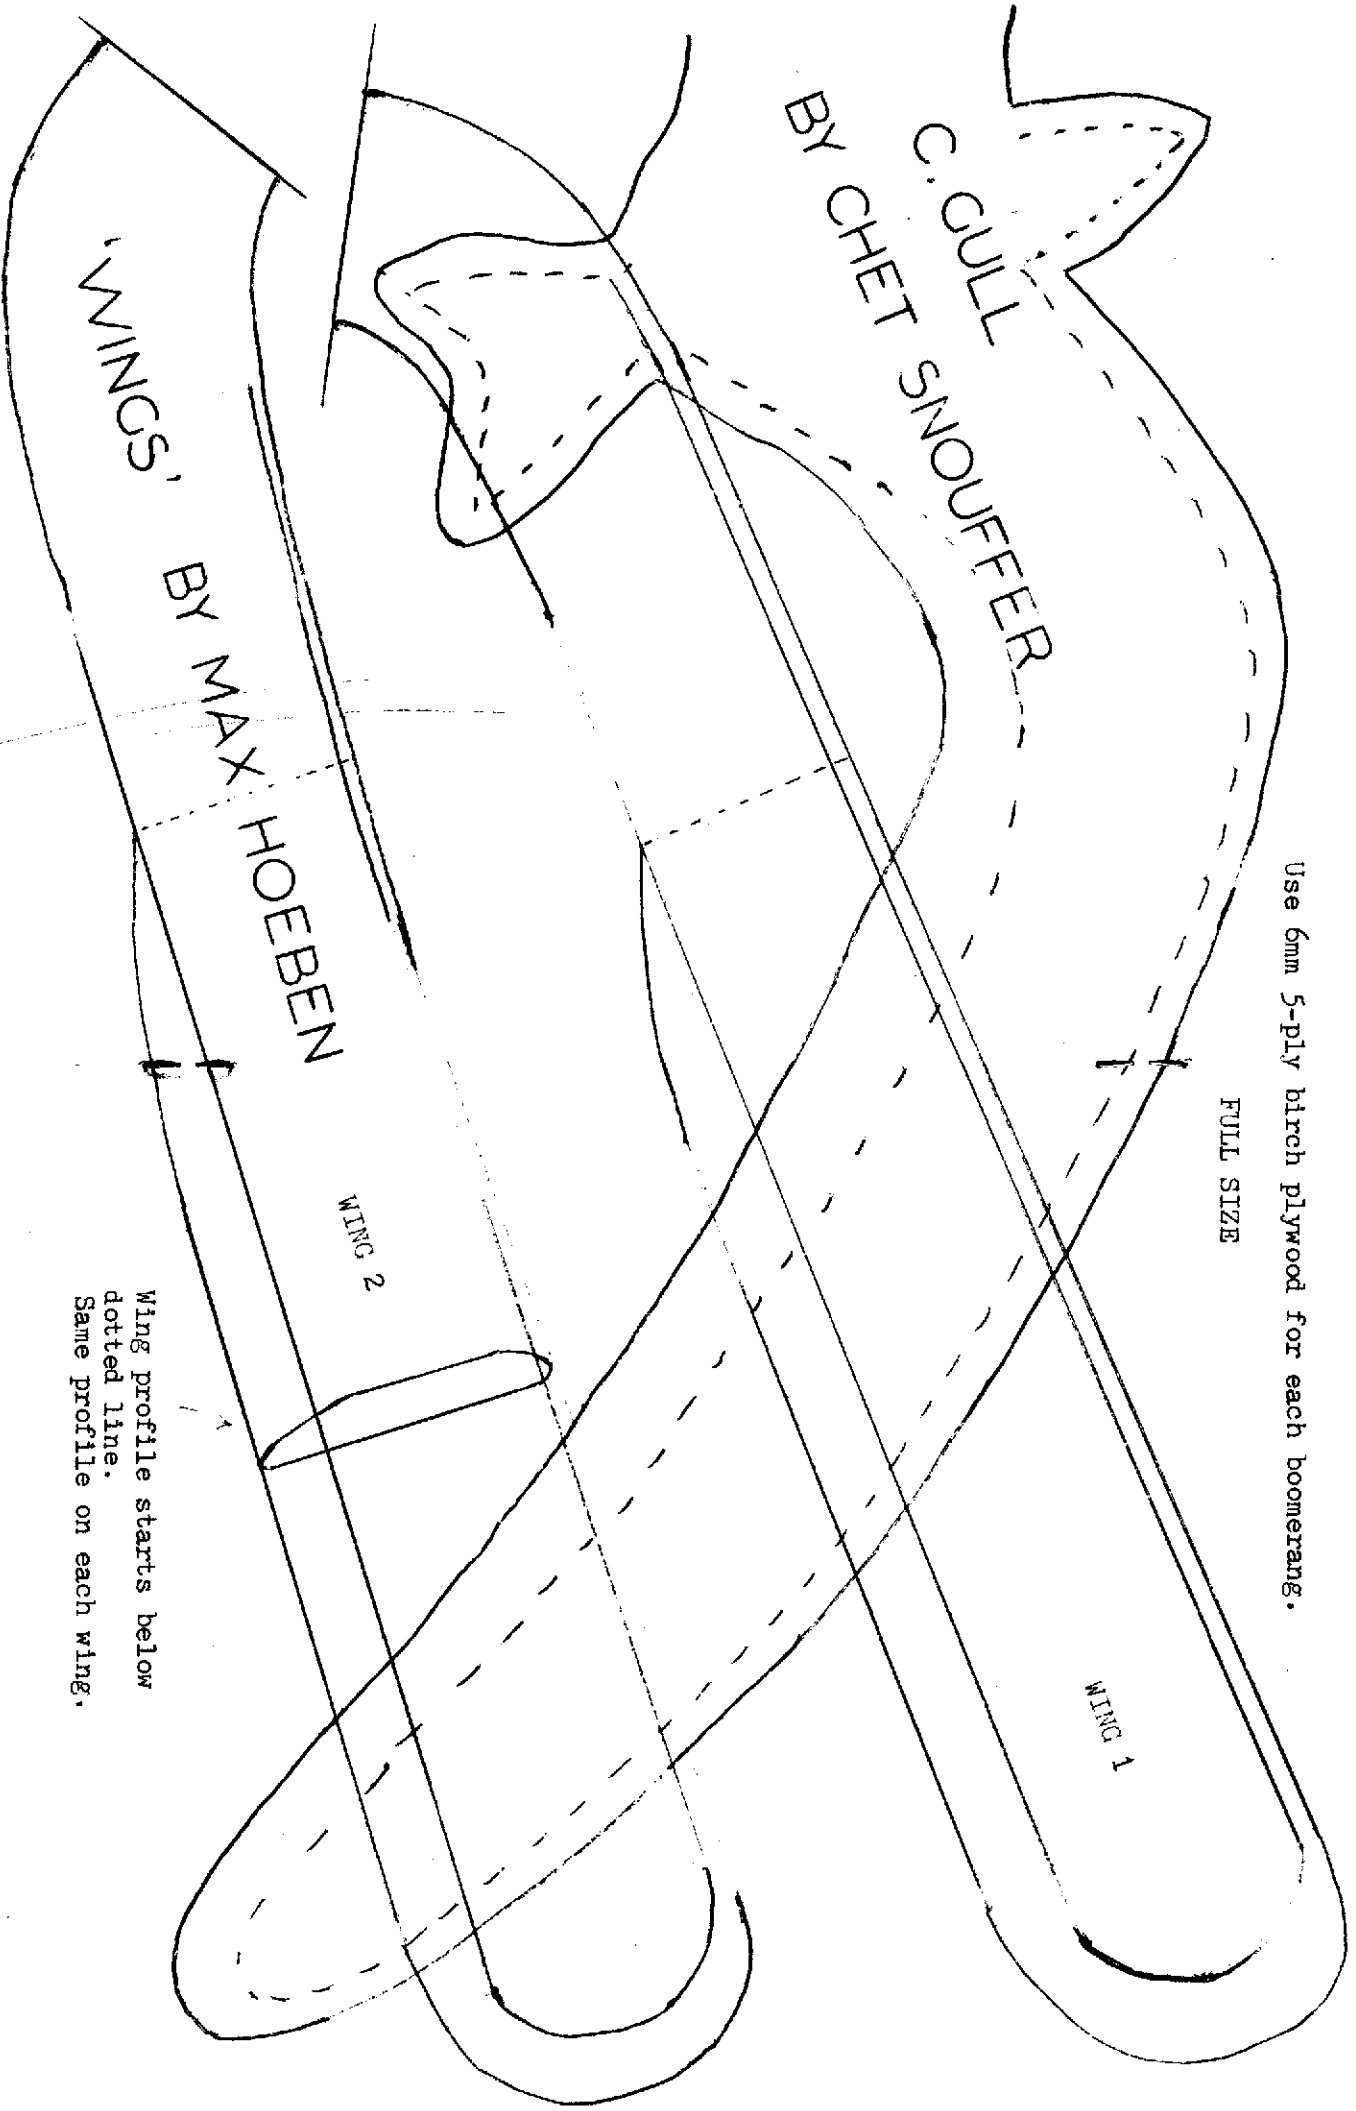 Use 6mm 5-ply birch plywood for each boomerang.
FULL SIZE
C. GULL
BY CHET SNOUFFER
WING 1
WING 2
'WINGS' BY MAX HOEBEN
Wing profile starts below
dotted line.
Same profile on each wing.